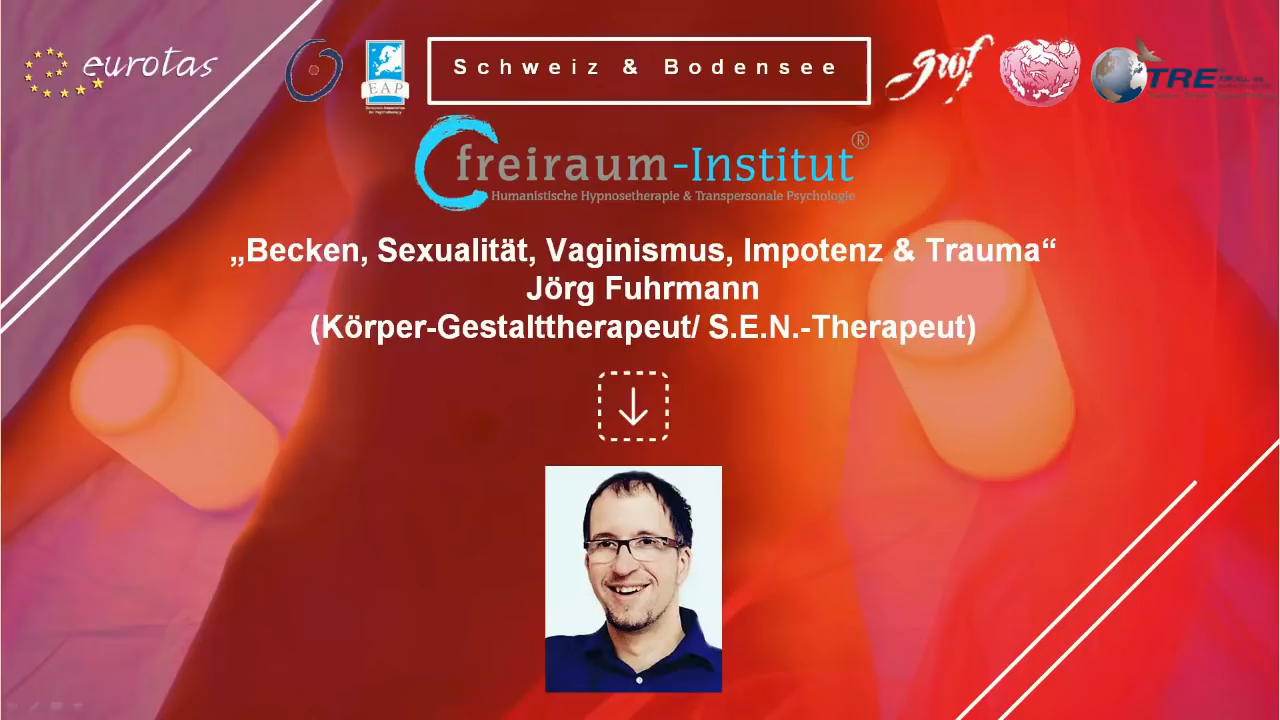 eurotas
EAP
Schweiz & Bodensee
grof
TRE
freiraum-Institut®
Humanistische Hypnosetherapie & Transpersonale Psychologie
„Becken, Sexualität, Vaginismus, Impotenz & Trauma“
Jörg Fuhrmann
(Körper-Gestalttherapeut/ S.E.N.-Therapeut)